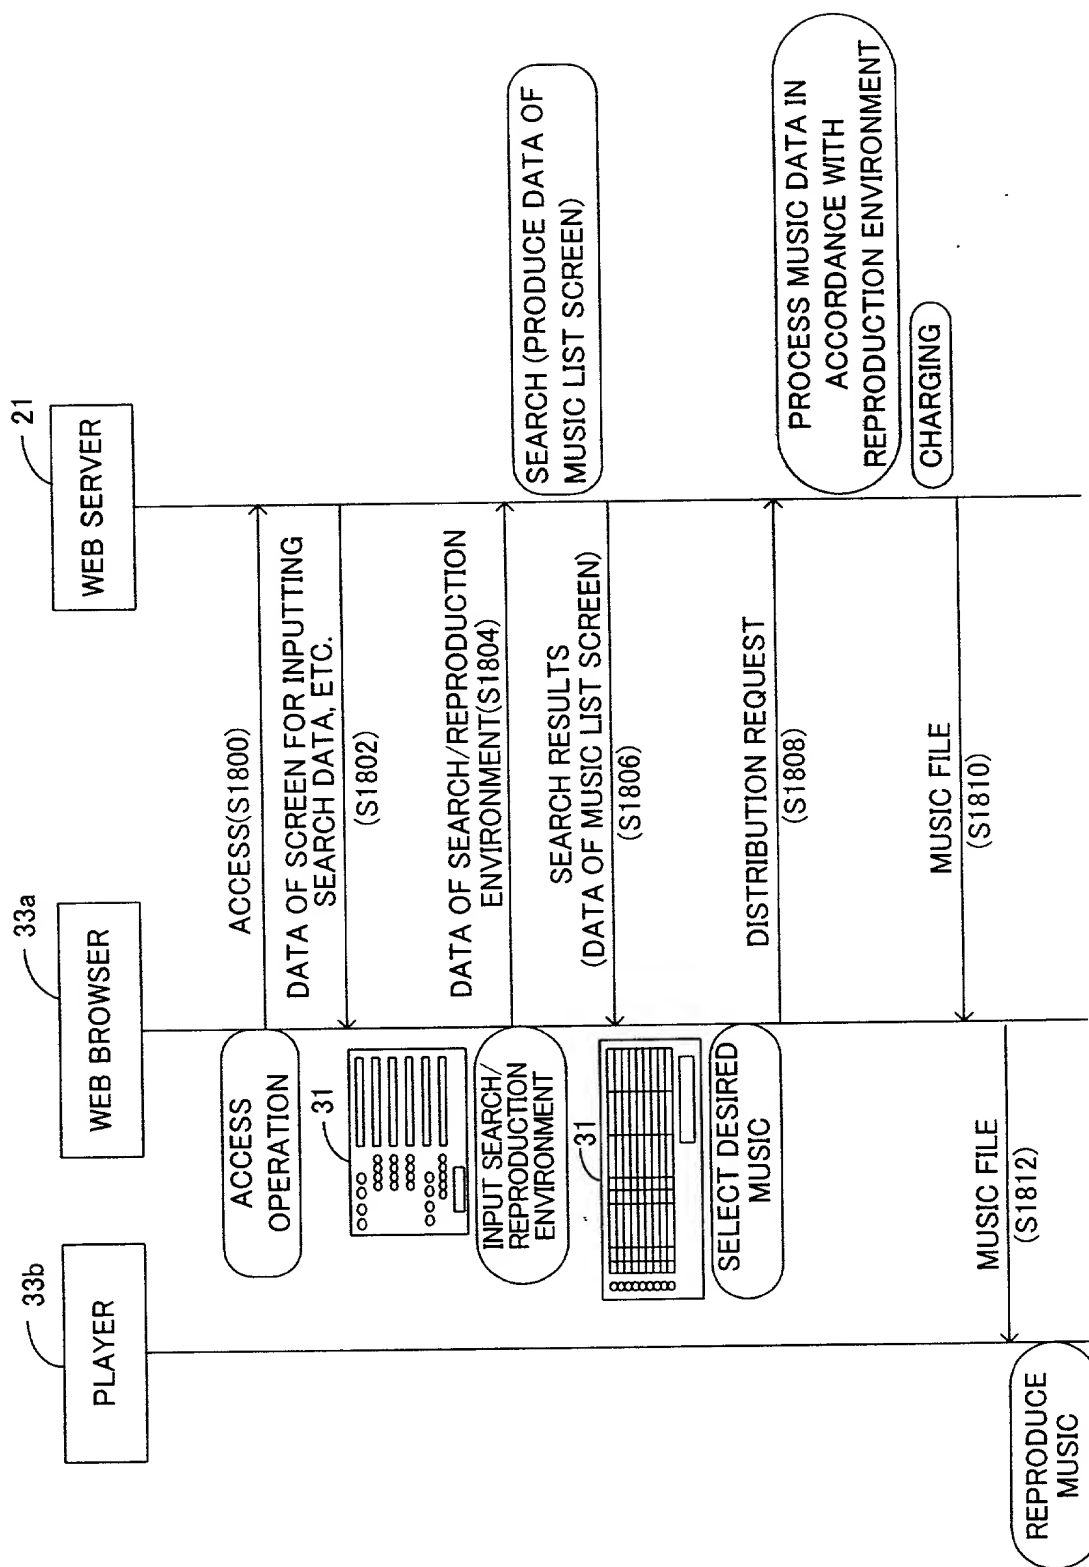 33b
PLAYER
33a
WEB BROWSER
21
WEB SERVER
ACCESS
OPERATION
ACCESS(S1800)
DATA OF SCREEN FOR INPUTTING
SEARCH DATA, ETC.
(S1802)
31
INPUT SEARCH/
REPRODUCTION
ENVIRONMENT
DATA OF SEARCH/REPRODUCTION
ENVIRONMENT(S1804)
SEARCH (PRODUCE DATA OF
MUSIC LIST SCREEN)
SEARCH RESULTS
(DATA OF MUSIC LIST SCREEN)
(S1806)
31
SELECT DESIRED
MUSIC
DISTRIBUTION REQUEST
(S1808)
PROCESS MUSIC DATA IN
ACCORDANCE WITH
REPRODUCTION ENVIRONMENT
CHARGING
MUSIC FILE
(S1810)
MUSIC FILE
(S1812)
REPRODUCE
MUSIC